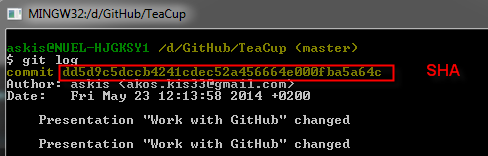 MINGW32:/d/GitHub/TeaCup
askis@NUEL-HJGKSY1 /d/GitHub/TeaCup (master)
$ git log
commit dd5d9c5dccb4241cdec52a456664e000fba5a64c SHA
Author: askis <akos.kis33@gmail.com>
Date:   Fri May 23 12:13:58 2014 +0200
Presentation "Work with GitHub" changed
Presentation "Work with GitHub" changed